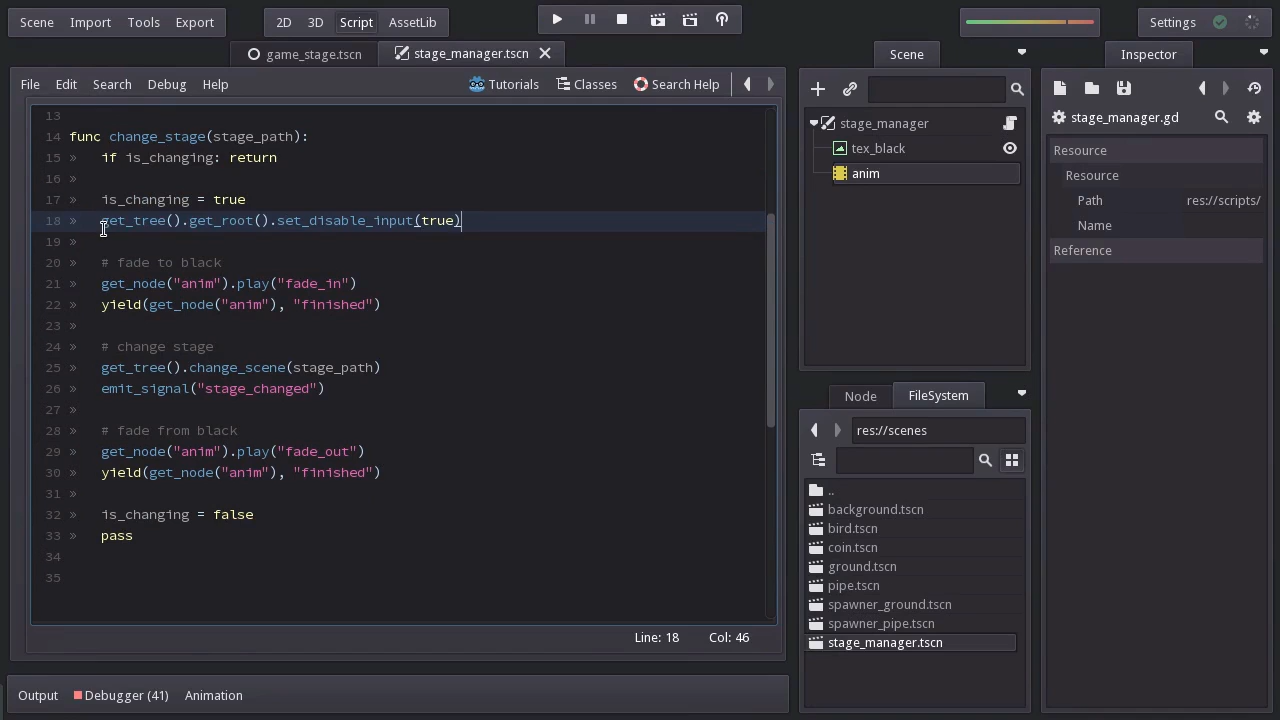 Scene Import Tools Export 2D 3D Script AssetLib Settings
game_stage.tscn stage_manager.tscn Scene Inspector
File Edit Search Debug Help Tutorials Classes Search Help
13
14 » func change_stage(stage_path):
15 » if is_changing: return
16 »
17 » is_changing = true
18 » get_tree().get_root().set_disable_input(true)
19 »
20 » # fade to black
21 » get_node("anim").play("fade_in")
22 » yield(get_node("anim"), "finished")
23 »
24 » # change stage
25 » get_tree().change_scene(stage_path)
26 » emit_signal("stage_changed")
27 »
28 » # fade from black
29 » get_node("anim").play("fade_out")
30 » yield(get_node("anim"), "finished")
31 »
32 » is_changing = false
33 » pass
34
35
Line: 18 Col: 46
Output Debugger (41) Animation
stage_manager
tex_black
anim
Node FileSystem
res://scenes
..
background.tscn
bird.tscn
coin.tscn
ground.tscn
pipe.tscn
spawner_ground.tscn
spawner_pipe.tscn
stage_manager.tscn
stage_manager.gd
Resource
Resource
Path res://scripts/
Name
Reference